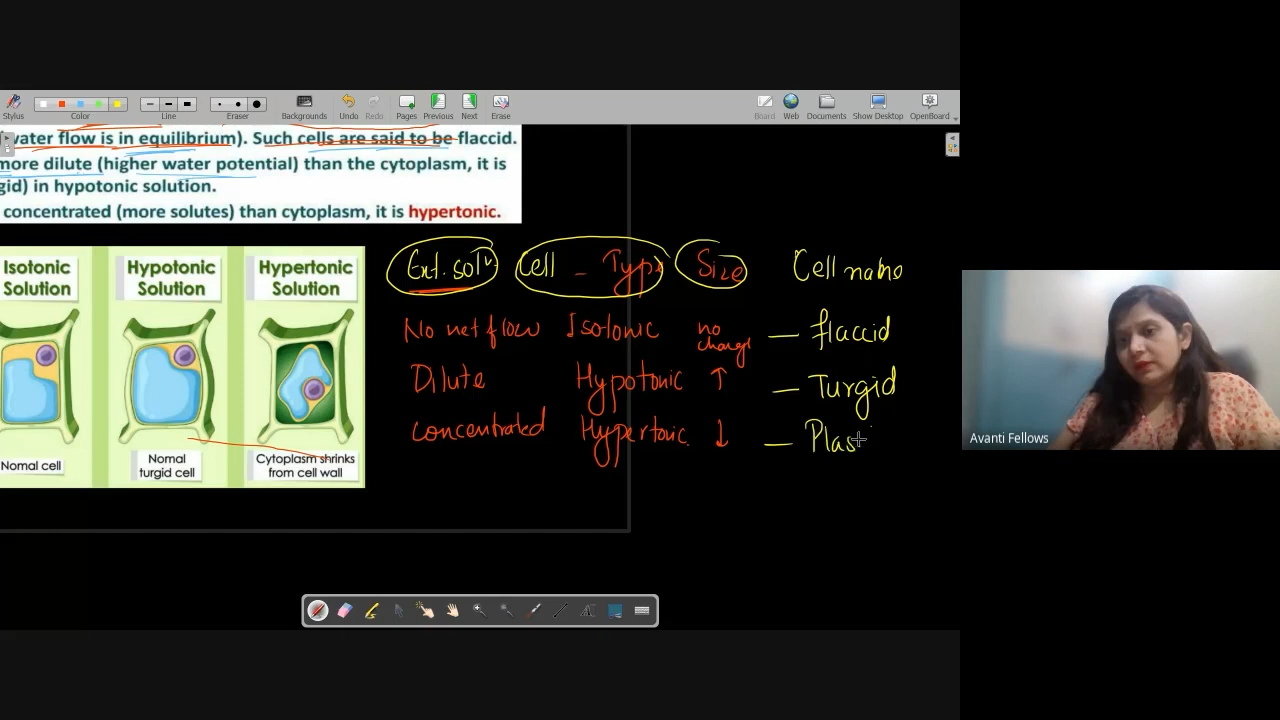 Stylus Color Line Eraser Backgrounds Undo Redo Pages Previous Next Erase Board Web Documents Show Desktop OpenBoard
water flow is in equilibrium). Such cells are said to be flaccid.
more dilute (higher water potential) than the cytoplasm, it is
gid) in hypotonic solution.
concentrated (more solutes) than cytoplasm, it is hypertonic.
Isotonic Solution
Hypotonic Solution
Hypertonic Solution
Nomal cell
Nomal turgid cell
Cytoplasm shrinks from cell wall
Ext. solⁿ. Cell - Type Size Cell name
No net flow Isotonic no change — flaccid
Dilute Hypotonic ↑ — Turgid
concentrated Hypertonic ↓ — Plas
Avanti Fellows